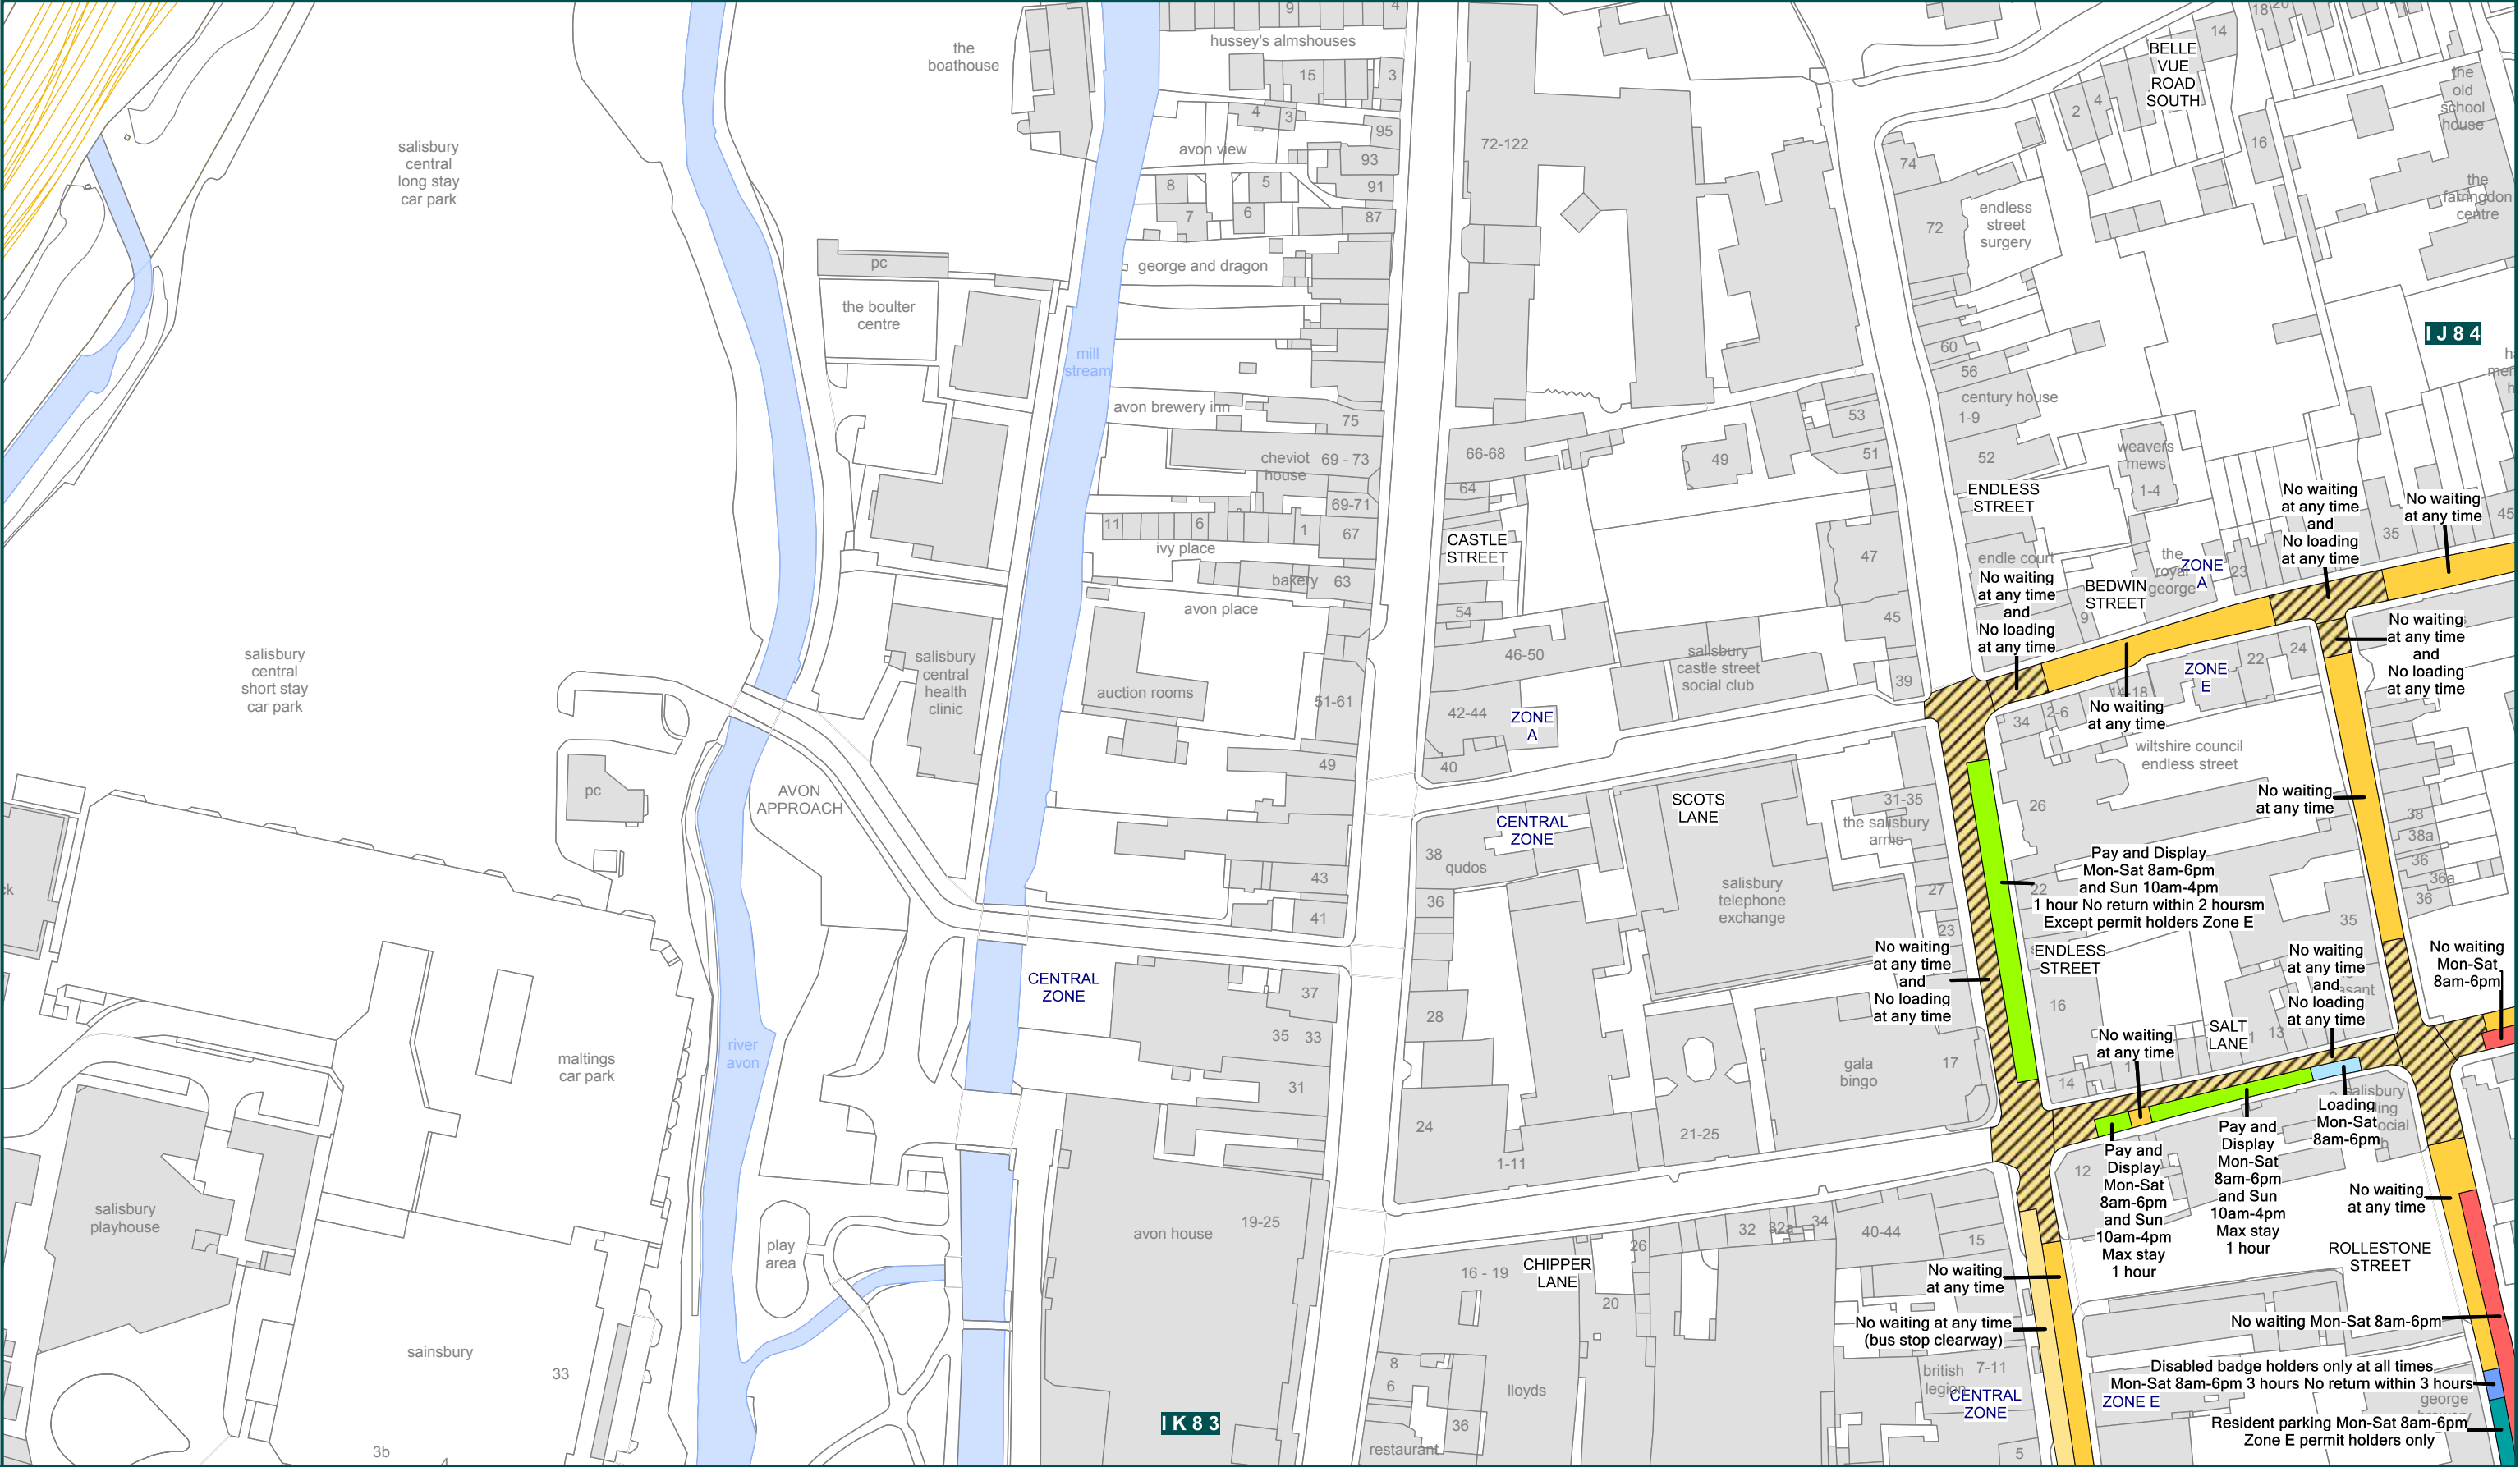 hussey's almshouses
9
4
the
boathouse
15
3
4
3
95
avon view
93
8
5
91
7
6
87
72-122
george and dragon
pc
the boulter
centre
mill
stream
avon brewery inn
75
cheviot
house
69 - 73
69-71
11
6
1
67
ivy place
bakery
63
avon place
salisbury
central
long stay
car park
salisbury
central
short stay
car park
salisbury
central
health
clinic
auction rooms
51-61
49
pc
AVON
APPROACH
43
41
CENTRAL
ZONE
37
35
33
31
river
avon
maltings
car park
salisbury
playhouse
play
area
avon house
19-25
sainsbury
33
3b
IK83
BELLE
VUE
ROAD
SOUTH
14
18
20
2
4
16
the
old
school
house
the
farringdon
centre
74
72
endless
street
surgery
60
56
century house
1-9
52
IJ84
weavers
mews
1-4
66-68
64
49
53
51
CASTLE
STREET
47
54
45
46-50
salisbury
castle street
social club
39
42-44
ZONE
A
40
ENDLESS
STREET
endle court
No waiting
at any time
and
No loading
at any time
the
royal
george
ZONE
A
23
BEDWIN
STREET
9
No waiting
at any time
and
No loading
at any time
No waiting
at any time
35
45
No waiting
at any time
and
No loading
at any time
ZONE
E
22
24
14-18
2-6
34
No waiting
at any time
wiltshire council
endless street
No waiting
at any time
26
38
38a
36
36a
36
SCOTS
LANE
CENTRAL
ZONE
38
qudos
36
31-35
the salisbury
arms
salisbury
telephone
exchange
27
23
Pay and Display
Mon-Sat 8am-6pm
and Sun 10am-4pm
1 hour No return within 2 hoursm
Except permit holders Zone E
22
35
No waiting
at any time
and
No loading
at any time
ENDLESS
STREET
16
No waiting
at any time
and
No loading
at any time
No waiting
Mon-Sat
8am-6pm
28
gala
bingo
17
No waiting
at any time
SALT
LANE
13
14
24
21-25
1-11
Loading
Mon-Sat
8am-6pm
12
Pay and
Display
Mon-Sat
8am-6pm
and Sun
10am-4pm
Max stay
1 hour
Pay and
Display
Mon-Sat
8am-6pm
and Sun
10am-4pm
Max stay
1 hour
No waiting
at any time
ROLLESTONE
STREET
32
32a
34
40-44
15
26
CHIPPER
LANE
16 - 19
20
No waiting
at any time
No waiting at any time
(bus stop clearway)
No waiting Mon-Sat 8am-6pm
8
6
lloyds
36
restaurant
british
legion
7-11
CENTRAL
ZONE
5
Disabled badge holders only at all times
Mon-Sat 8am-6pm 3 hours No return within 3 hours
ZONE E
george
Resident parking Mon-Sat 8am-6pm
Zone E permit holders only